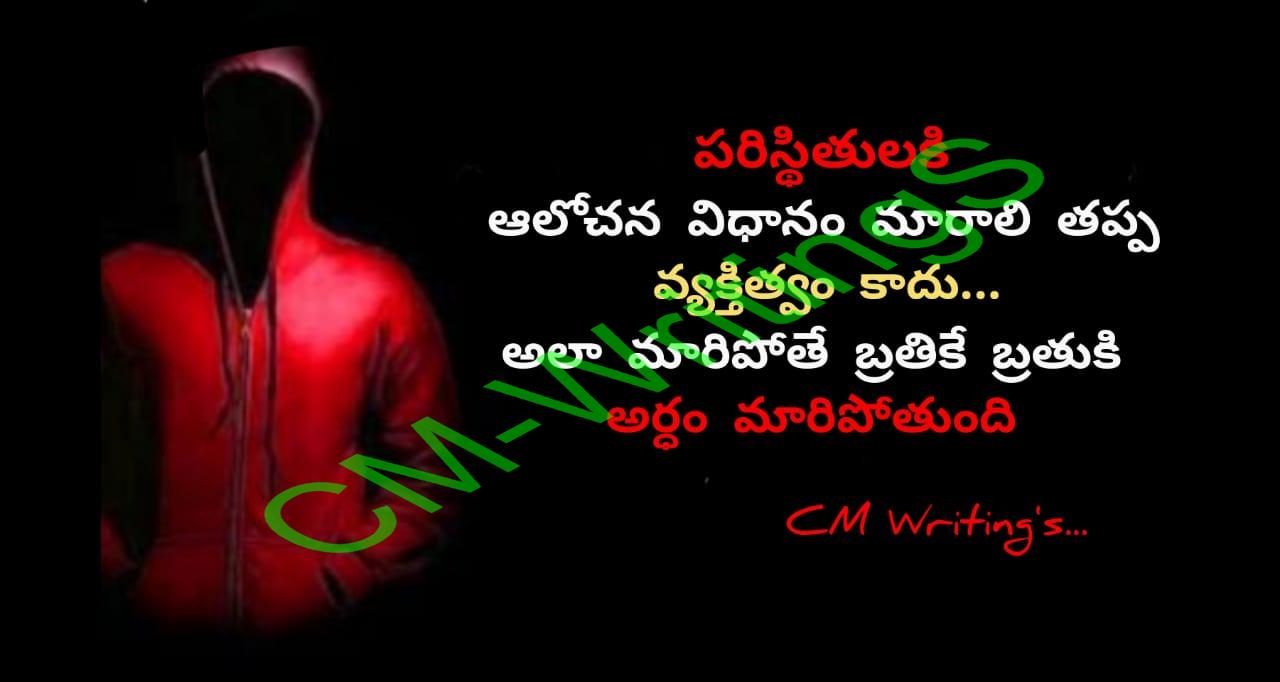 పరిస్థితులకి
ఆలోచన విధానం మారాలి తప్ప
వ్యక్తిత్వం కాదు...
అలా మారిపోతే బ్రతికే బ్రతుకి
అర్ధం మారిపోతుంది
CM Writing's...
CM-WritingS